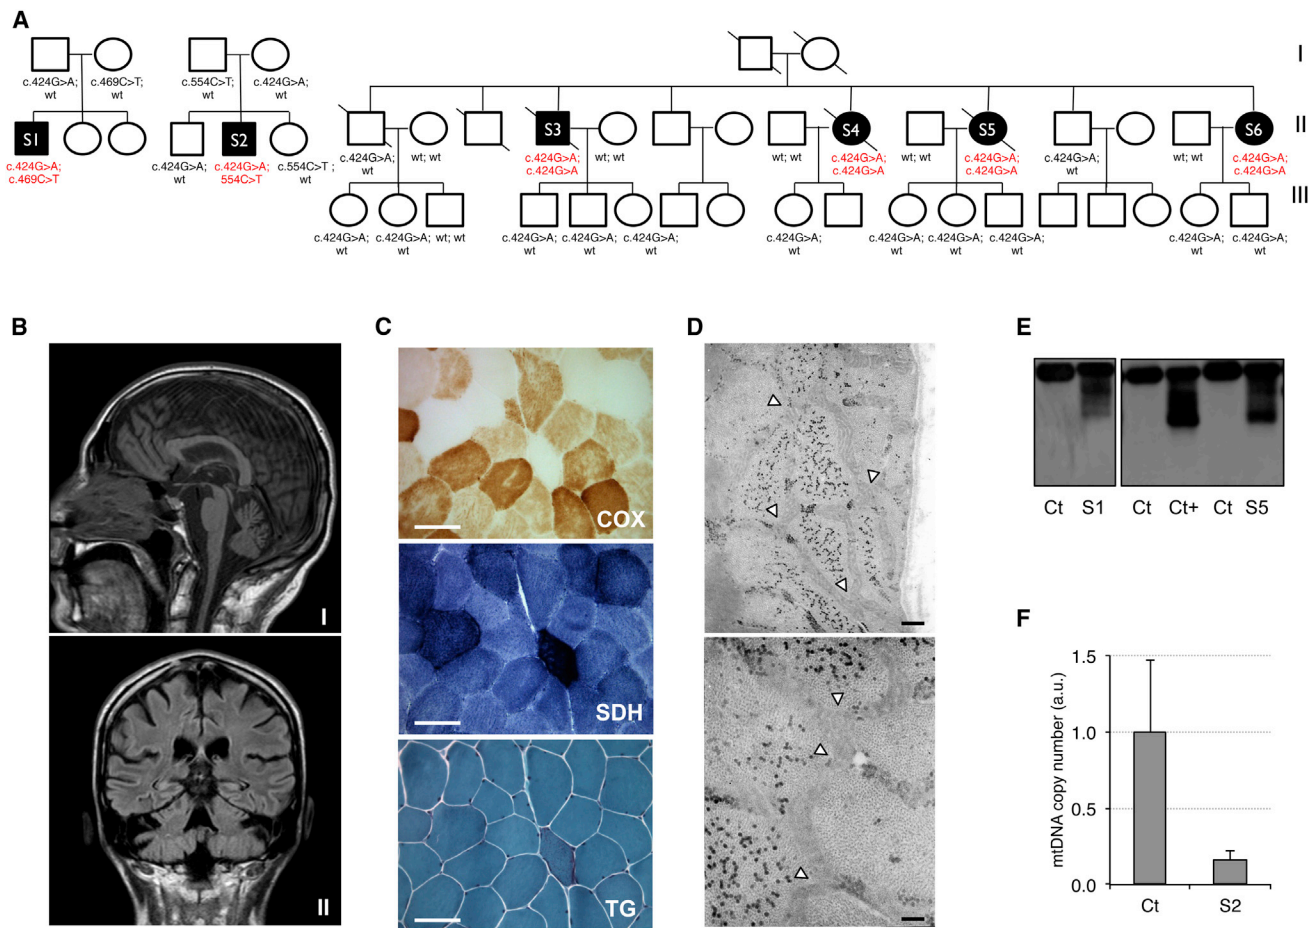 A
I
c.424G>A;
wt
c.469C>T;
wt
c.554C>T;
wt
c.424G>A;
wt
S1
c.424G>A;
c.469C>T
c.424G>A;
wt
S2
c.424G>A;
554C>T
c.554C>T;
wt
c.424G>A;
wt
wt; wt
S3
c.424G>A;
c.424G>A
wt; wt
wt; wt
S4
c.424G>A;
c.424G>A
wt; wt
S5
c.424G>A;
c.424G>A
c.424G>A;
wt
wt; wt
S6
c.424G>A;
c.424G>A
II
III
c.424G>A;
wt
c.424G>A;
wt
wt; wt
c.424G>A;
wt
c.424G>A;
wt
c.424G>A;
wt
c.424G>A;
wt
c.424G>A;
wt
c.424G>A;
wt
c.424G>A;
wt
c.424G>A;
wt
c.424G>A;
wt
B
I
II
C
COX
SDH
TG
D
E
Ct S1 Ct Ct+ Ct S5
F
mtDNA copy number (a.u.)
1.5
1.0
0.5
0.0
Ct S2